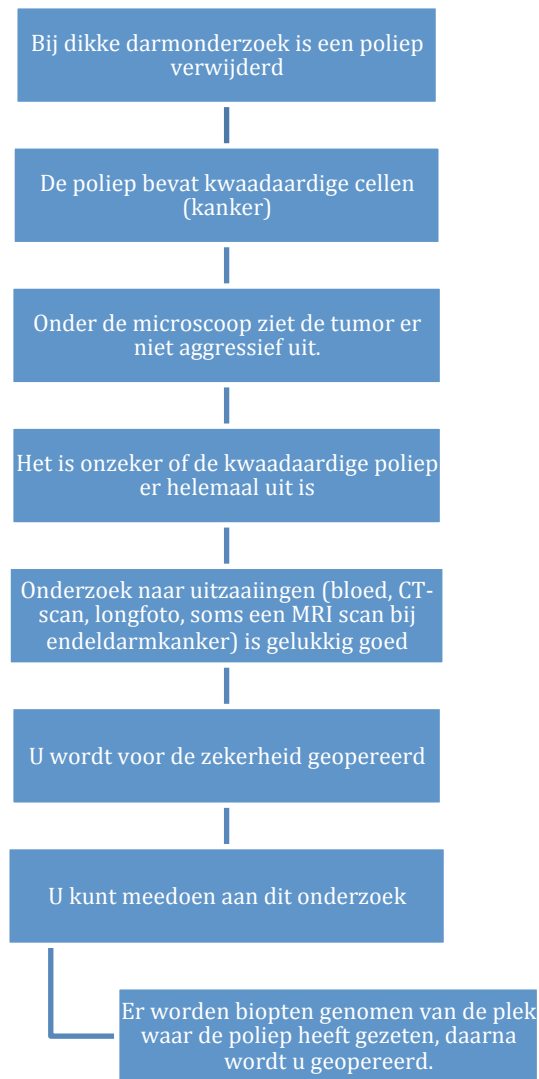 Bij dikke darmonderzoek is een poliep
verwijderd
De poliep bevat kwaadaardige cellen
(kanker)
Onder de microscoop ziet de tumor er
niet aggressief uit.
Het is onzeker of de kwaadaardige poliep
er helemaal uit is
Onderzoek naar uitzaaiingen (bloed, CT-
scan, longfoto, soms een MRI scan bij
endeldarmkanker) is gelukkig goed
U wordt voor de zekerheid geopereerd
U kunt meedoen aan dit onderzoek
Er worden biopten genomen van de plek
waar de poliep heeft gezeten, daarna
wordt u geopereerd.